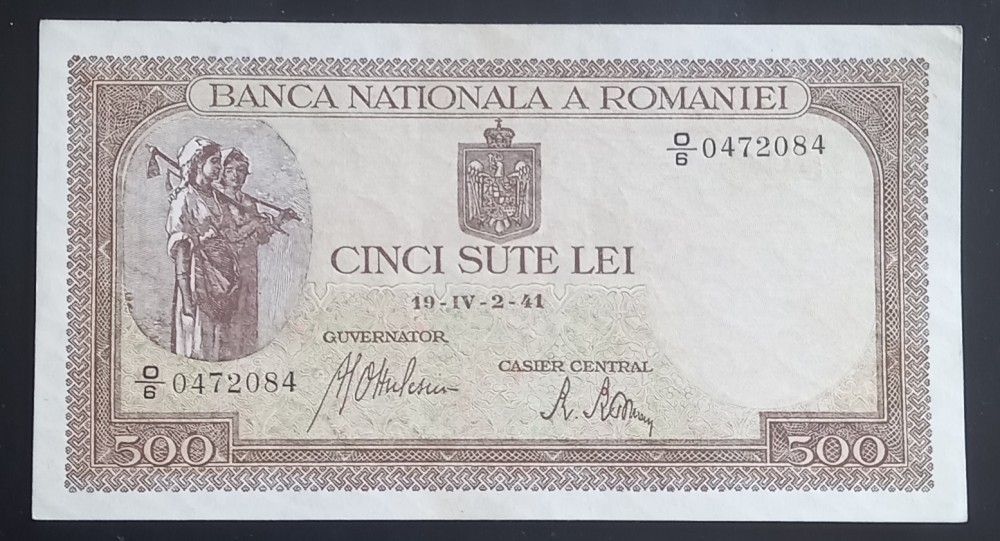 BANCA NATIONALA A ROMANIEI
O/6 0472084
CINCI SUTE LEI
19-IV-2-41
GUVERNATOR
CASIER CENTRAL
O/6 0472084
500
500